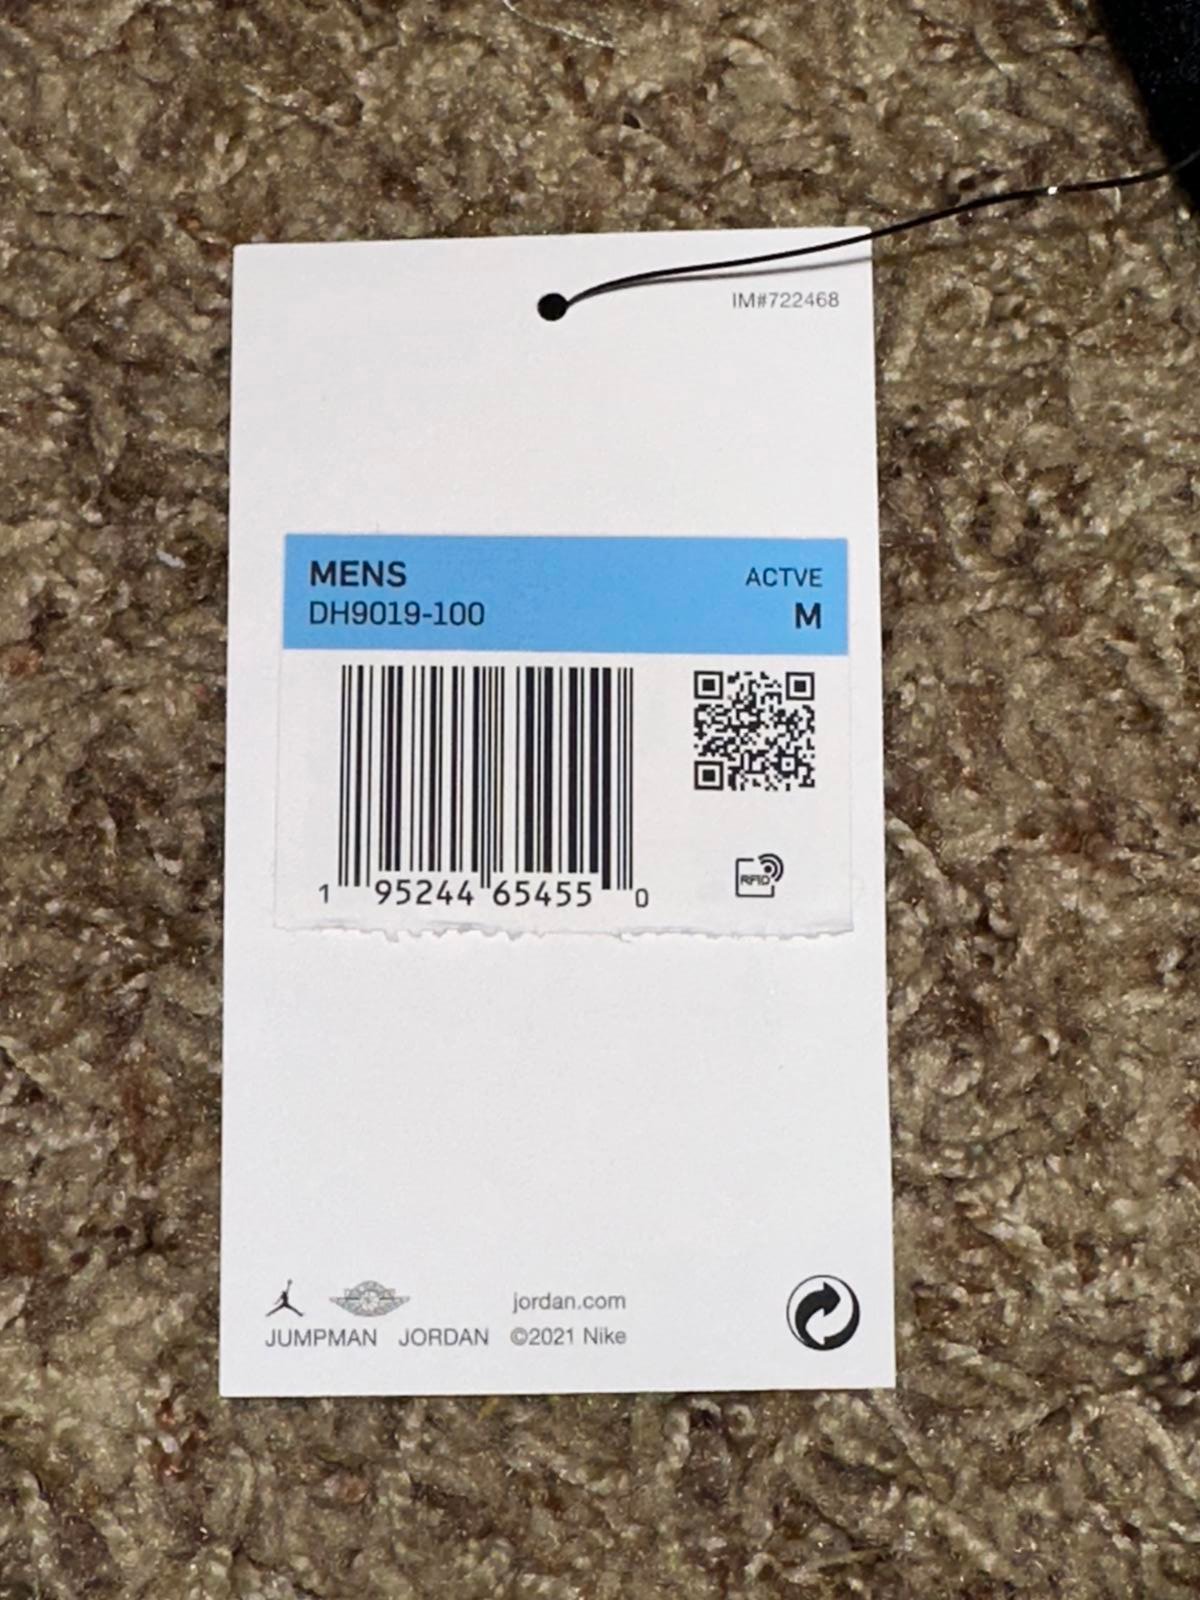 IM#722468
MENS
ACTVE
DH9019-100
M
1 95244 65455 0
RFID
jordan.com
JUMPMAN JORDAN ©2021 Nike